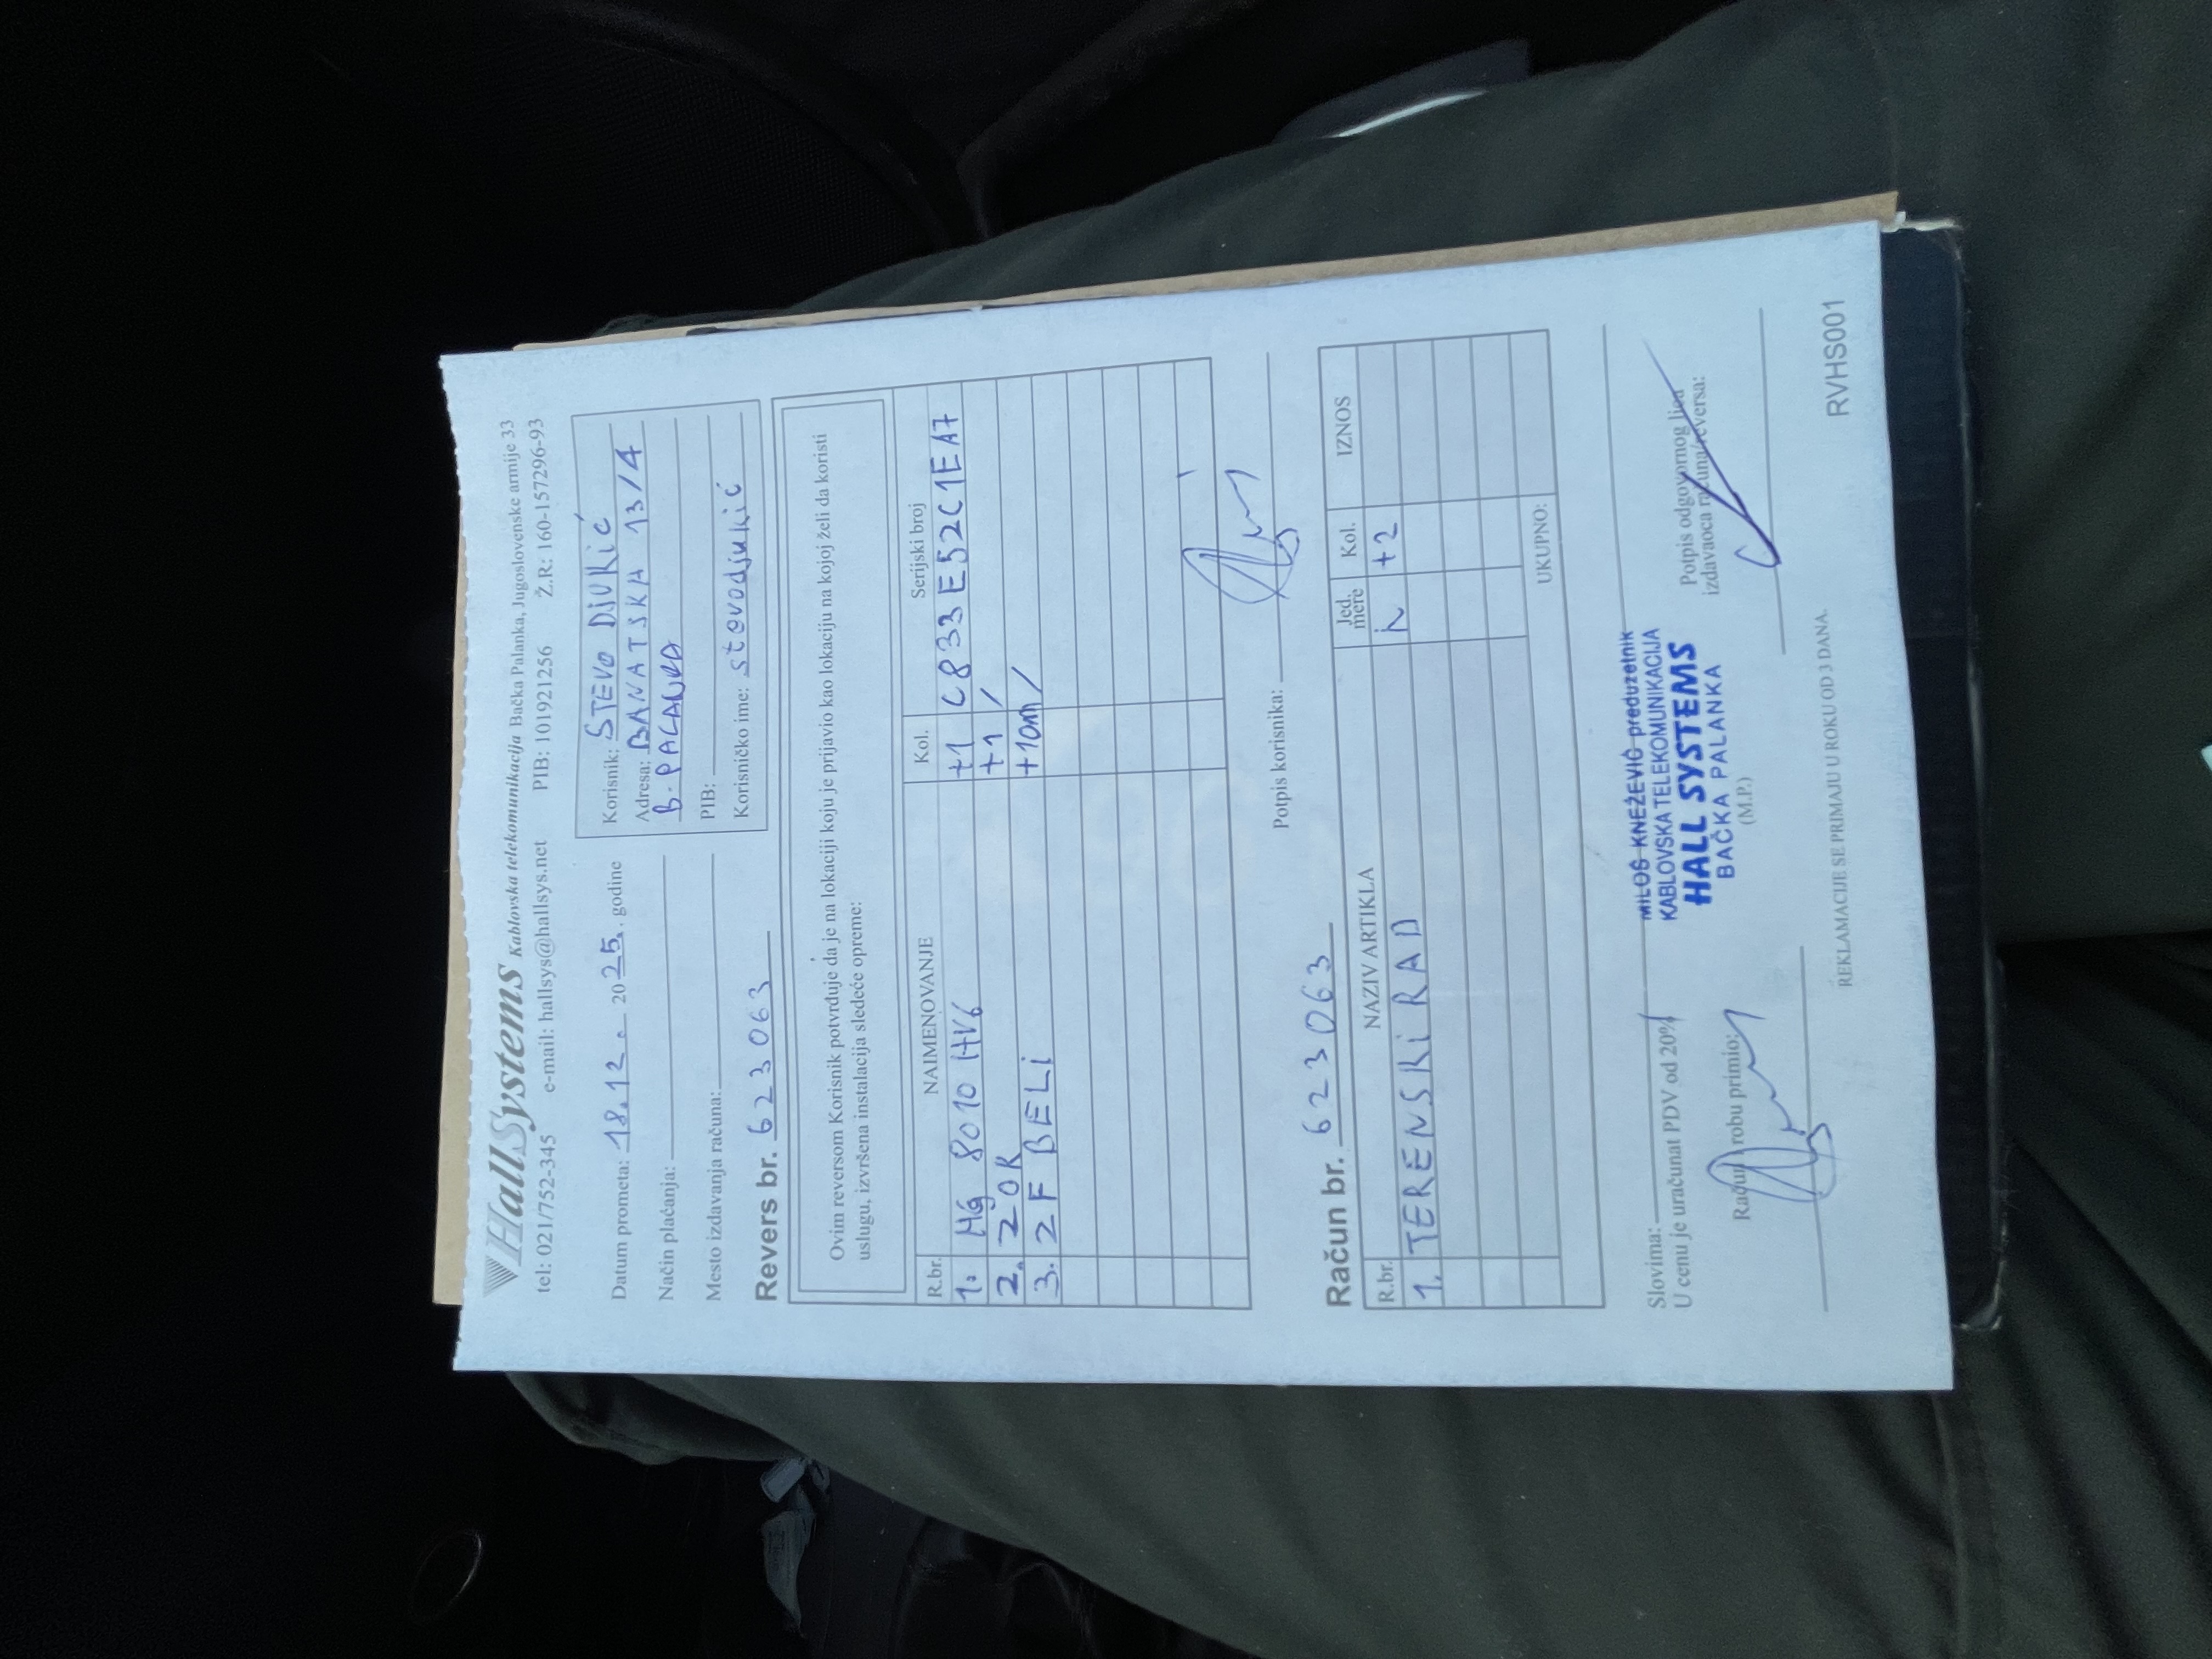 HallSystems Kablovska telekomunikacija Bačka Palanka, Jugoslovenske armije 33
tel: 021/752-345 e-mail: hallsys@hallsys.net PIB: 101921256 Ž.R: 160-157296-93
Datum prometa: 18.12. 2025. godine
Način plaćanja:
Mesto izdavanja računa:
Korisnik: STEVO DJUKIĆ
Adresa: BANATSKA 13/4
B. PALANKA
PIB:
Korisničko ime: stevodjukić
Revers br. 623063
Ovim reversom Korisnik potvrđuje da je na lokaciji koju je prijavio kao lokaciju na kojoj želi da koristi
uslugu, izvršena instalacija sledeće opreme:
R.br. NAIMENOVANJE Kol. Serijski broj
1. HG 8010 HV6 +1 C833E52C1EA7
2. ZOK +1 /
3. 2F BELI +10m /
Potpis korisnika:
Račun br. 623063
R.br. NAZIV ARTIKLA Jed. mere Kol. IZNOS
1. TERENSKI RAD h +2
UKUPNO:
Slovima: /
U cenu je uračunat PDV od 20%
Račun i robu primio:
MILOŠ KNEŽEVIĆ preduzetnik
KABLOVSKA TELEKOMUNIKACIJA
HALL SYSTEMS
BAČKA PALANKA
(M.P.)
Potpis odgovornog lica
izdavaoca računa/reversa:
REKLAMACIJE SE PRIMAJU U ROKU OD 3 DANA.
RVHS001